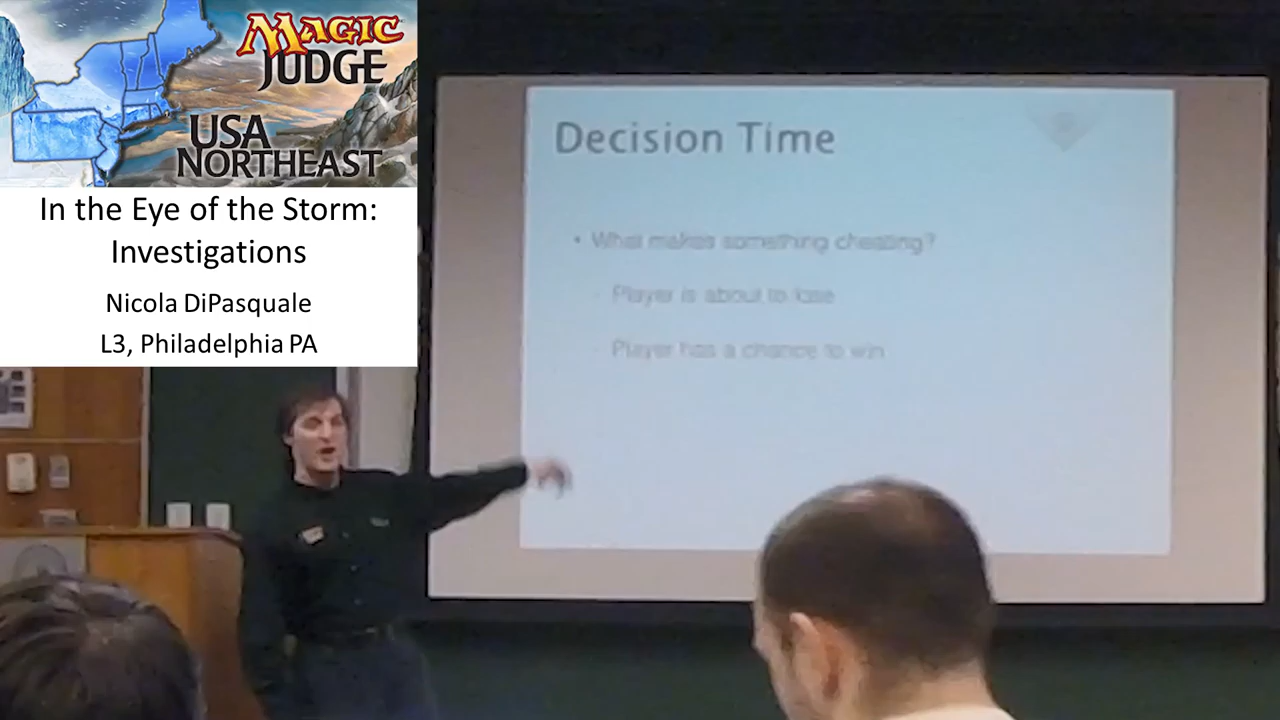 MAGIC
JUDGE
USA
NORTHEAST
In the Eye of the Storm:
Investigations
Nicola DiPasquale
L3, Philadelphia PA
Decision Time
• What makes something cheating?
- Player is about to lose
- Player has a chance to win